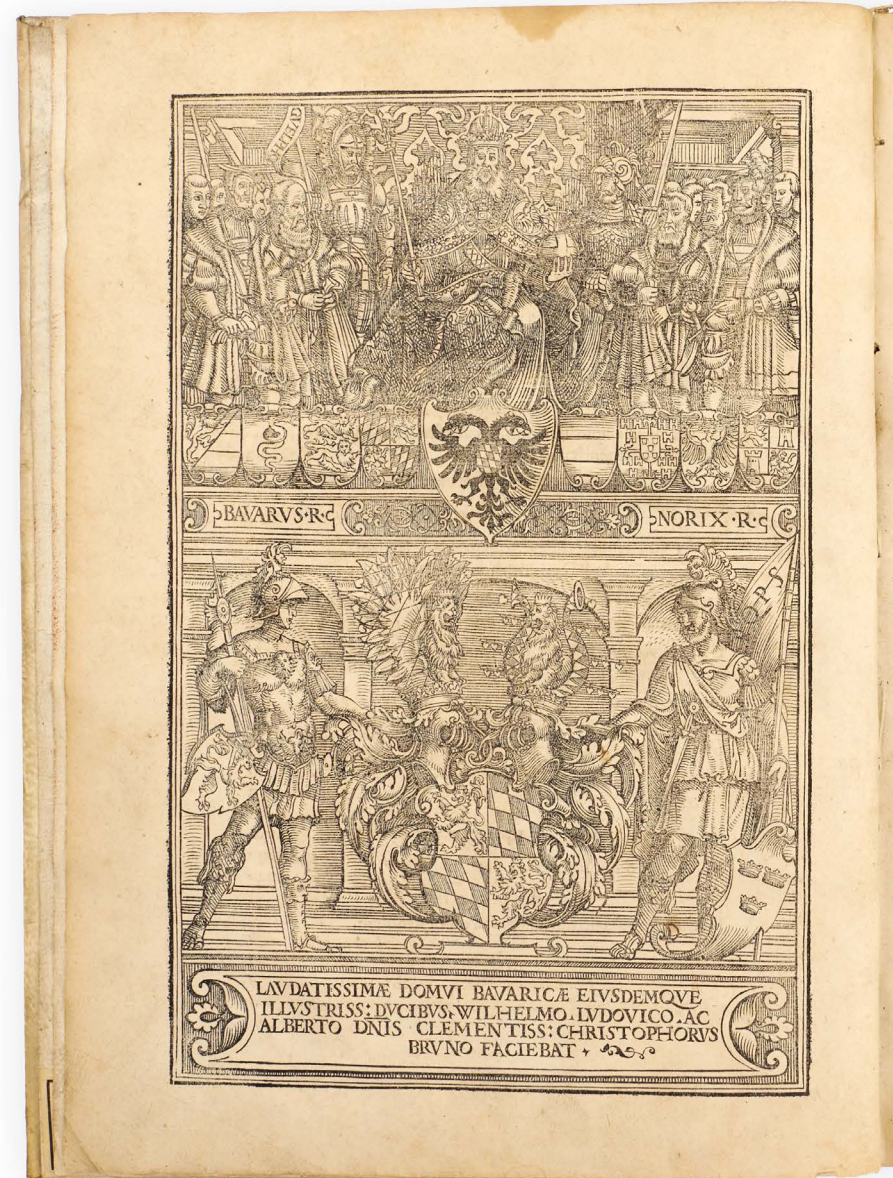 BAVARVS·R·
NORIX·R·
LAVDATISSIMÆ DOMVI BAVARICÆ EIVSDEMQVE
ILLVSTRISS: DVCIBVS, WILHELMO. LVDOVICO. AC
ALBERTO DNIS CLEMENTISS: CHRISTOPHORVS
BRVNO FACIEBAT